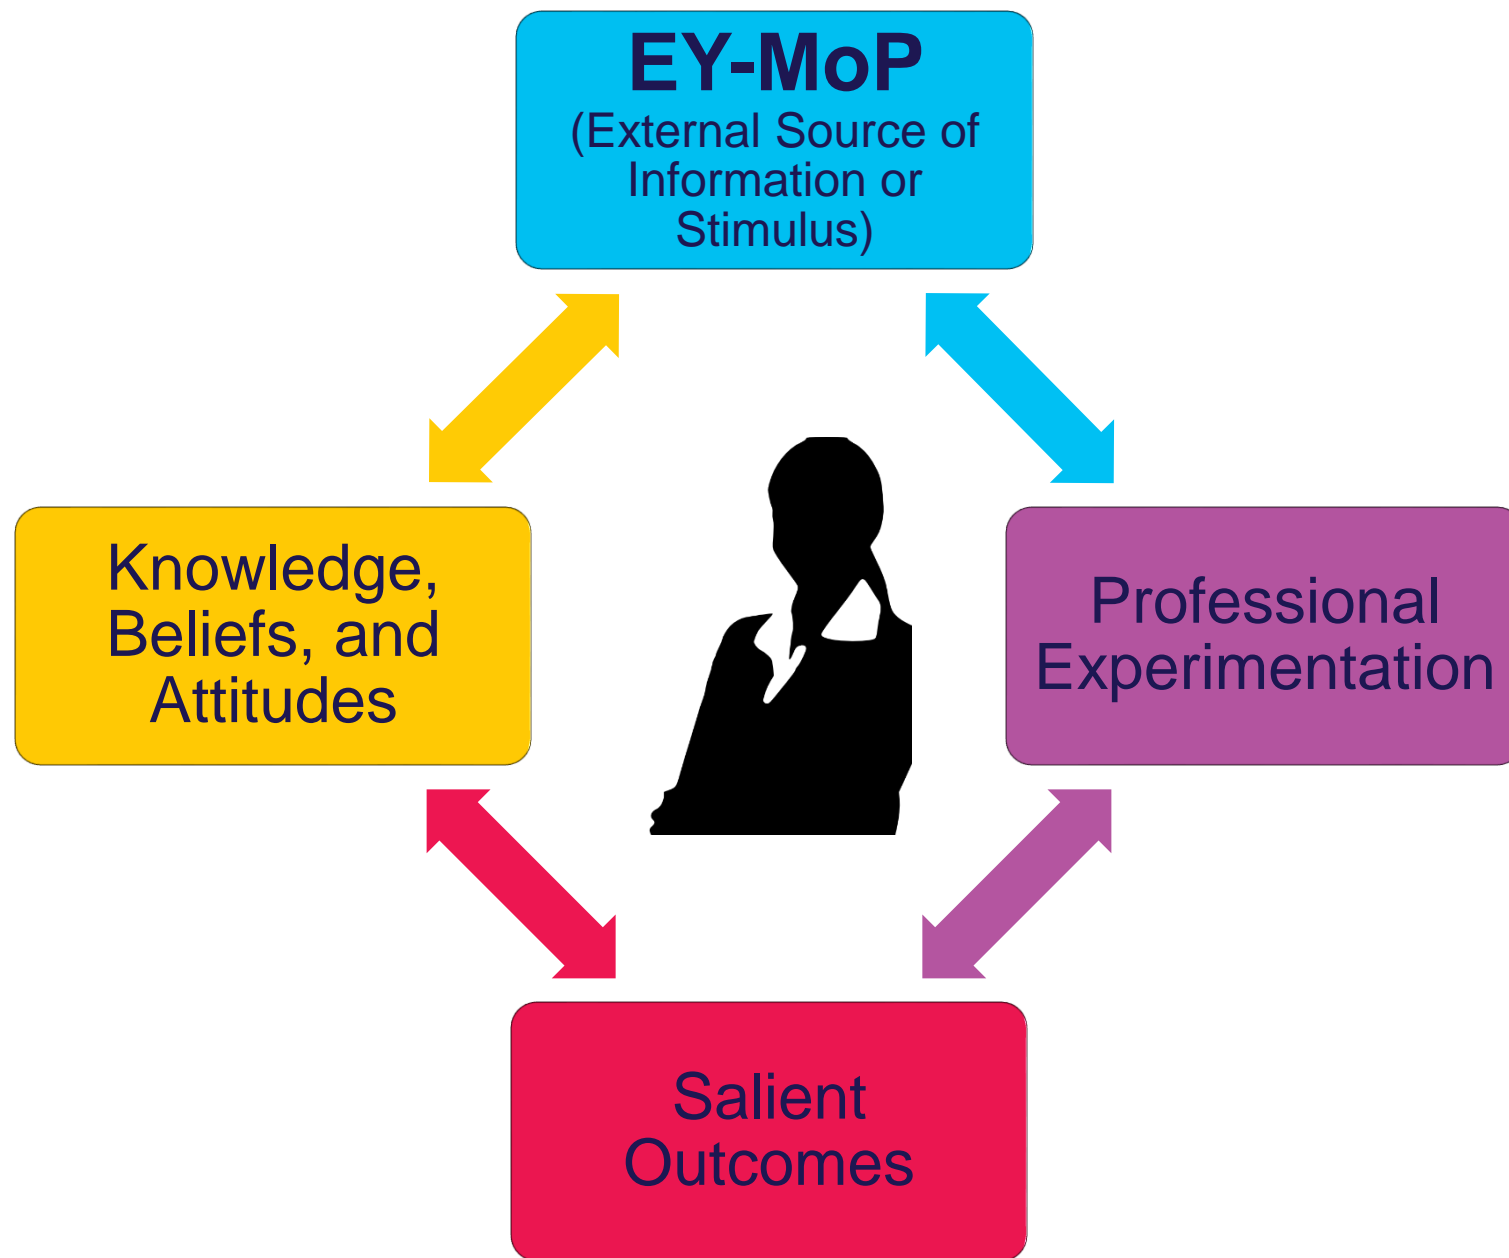 EY-MoP
(External Source of
Information or
Stimulus)
Knowledge,
Beliefs, and
Attitudes
Professional
Experimentation
Salient
Outcomes